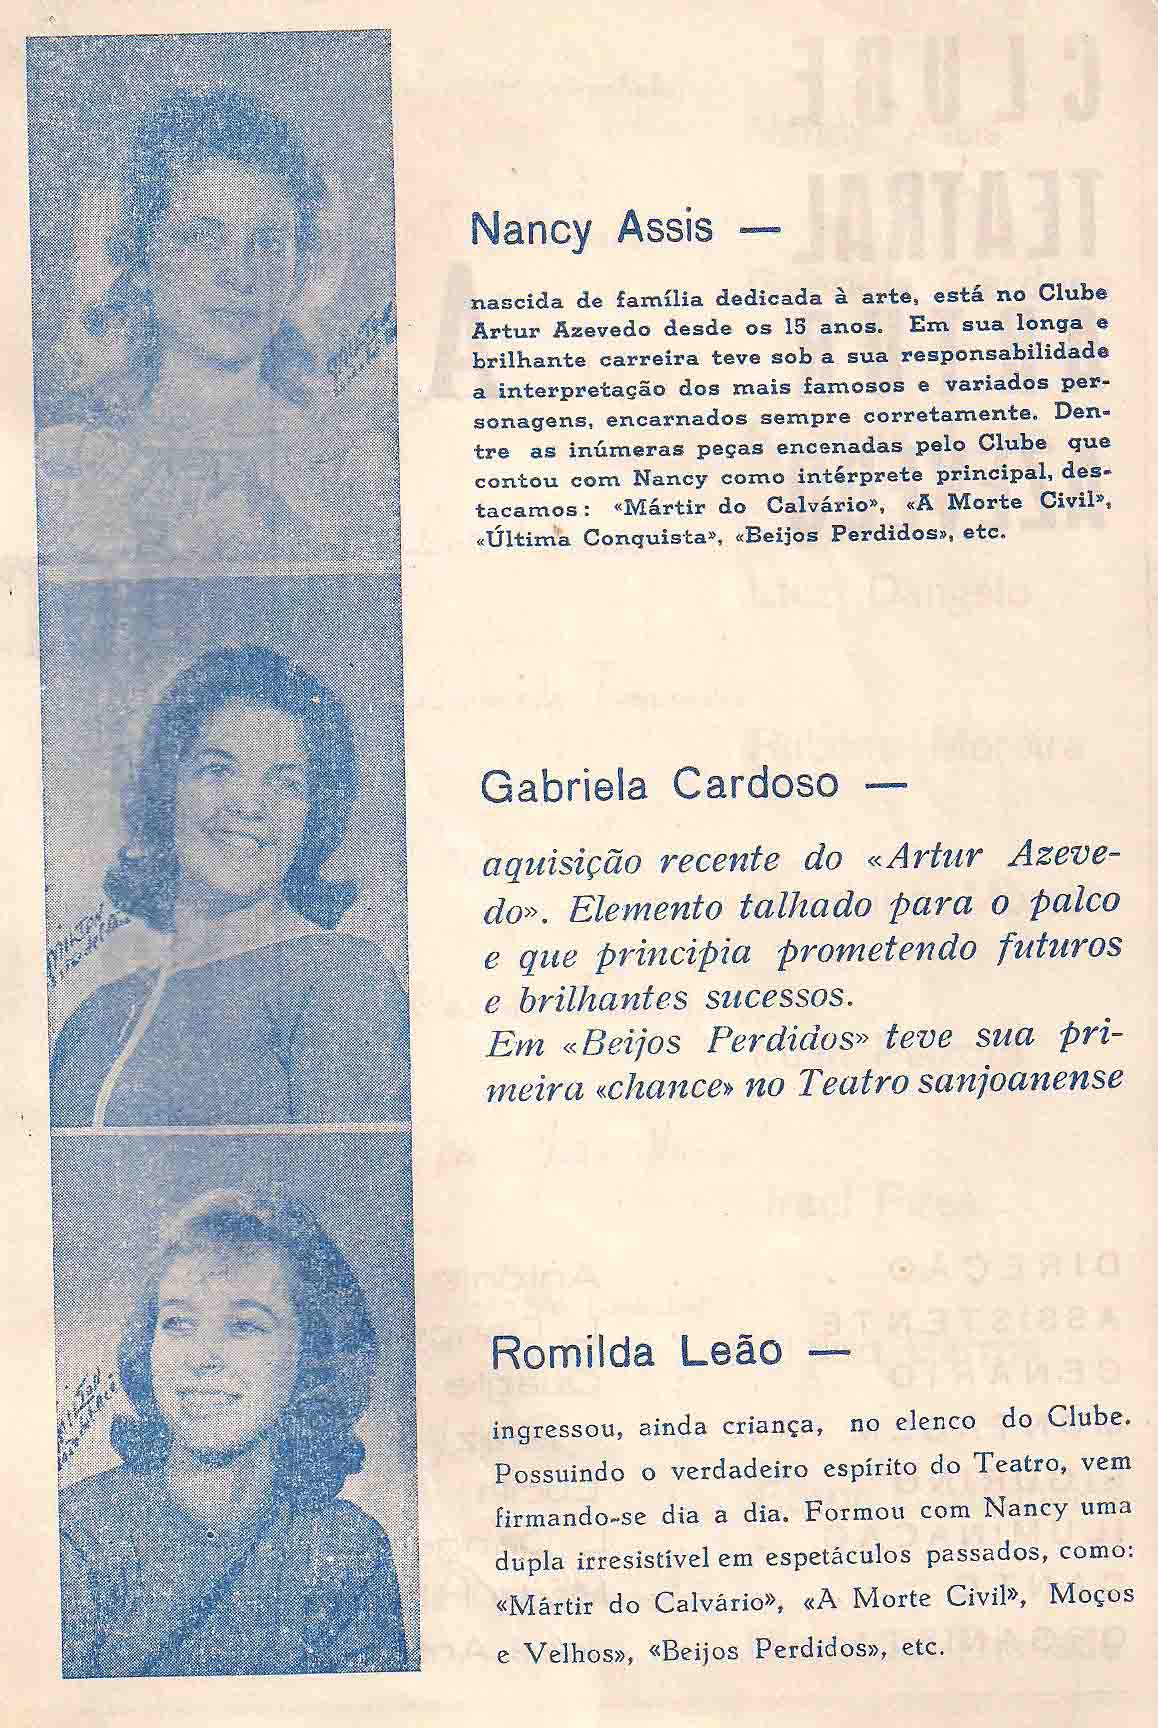 Nancy Assis —
nascida de família dedicada à arte, está no Clube
Artur Azevedo desde os 15 anos. Em sua longa e
brilhante carreira teve sob a sua responsabilidade
a interpretação dos mais famosos e variados per-
sonagens, encarnados sempre corretamente. Den-
tre as inúmeras peças encenadas pelo Clube que
contou com Nancy como intérprete principal, des-
tacamos: «Mártir do Calvário», «A Morte Civil»,
«Última Conquista», «Beijos Perdidos», etc.
Gabriela Cardoso —
aquisição recente do «Artur Azeve-
do». Elemento talhado para o palco
e que principia prometendo futuros
e brilhantes sucessos.
Em «Beijos Perdidos» teve sua pri-
meira «chance» no Teatro sanjoanense
MILTON
Romilda Leão —
ingressou, ainda criança, no elenco do Clube.
Possuindo o verdadeiro espírito do Teatro, vem
firmando-se dia a dia. Formou com Nancy uma
dupla irresistível em espetáculos passados, como:
«Mártir do Calvário», «A Morte Civil», Moços
e Velhos», «Beijos Perdidos», etc.